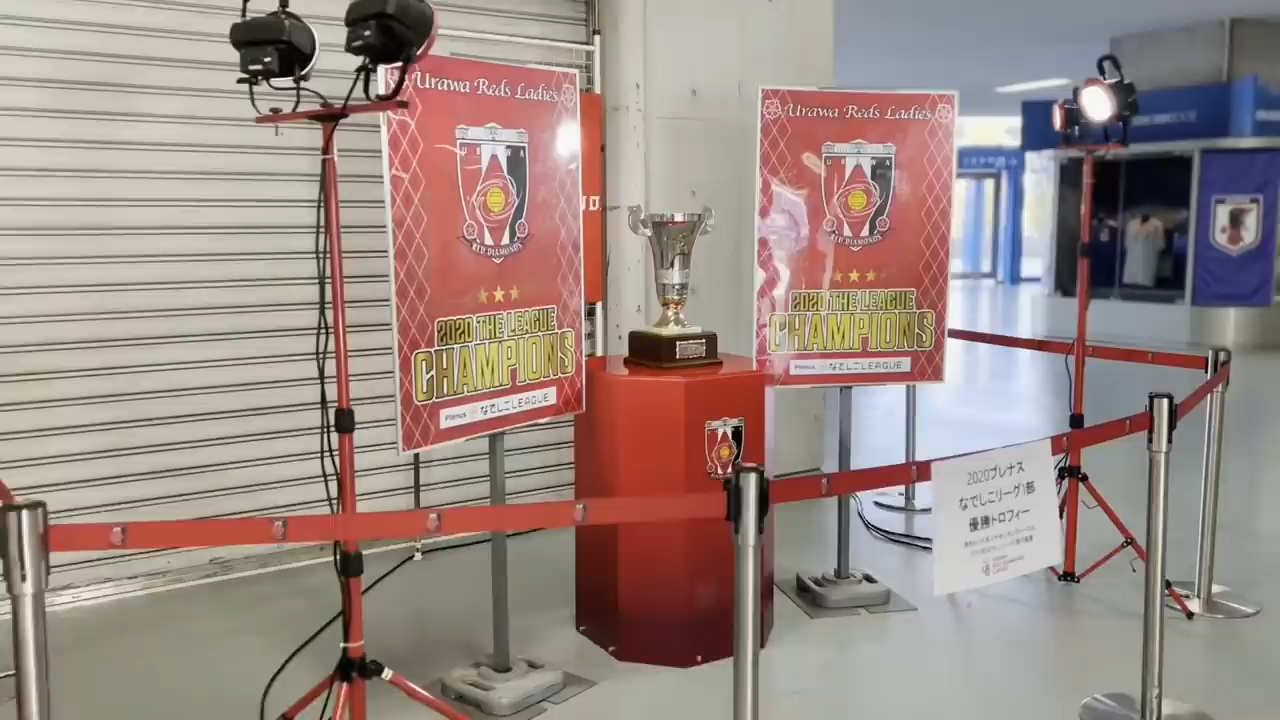 Urawa Reds Ladies
URAWA
RED DIAMONDS
2020 THE LEAGUE
CHAMPIONS
Plenus なでしこLEAGUE
Urawa Reds Ladies
URAWA
RED DIAMONDS
2020 THE LEAGUE
CHAMPIONS
Plenus なでしこLEAGUE
2020プレナス
なでしこリーグ1部
優勝トロフィー